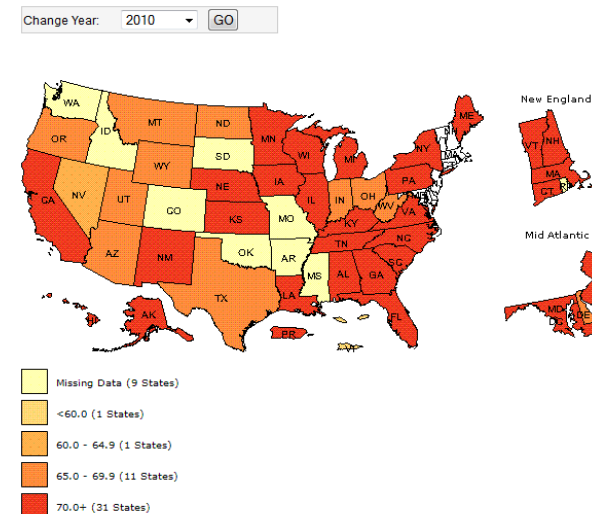 Change Year: 2010 GO
New England
WA
MT
ND
ME
OR
ID
MN
VT
NH
SD
WI
MI
NY
WY
MA
CT
NE
IA
PA
NV
UT
CO
IL
IN
OH
WV
VA
CA
KS
MO
KY
Mid Atlantic
AZ
NM
OK
AR
TN
NC
SC
MS
AL
GA
TX
LA
HI
AK
FL
MD
DC
DE
PR
VI
Missing Data (9 States)
<60.0 (1 States)
60.0 - 64.9 (1 States)
65.0 - 69.9 (11 States)
70.0+ (31 States)